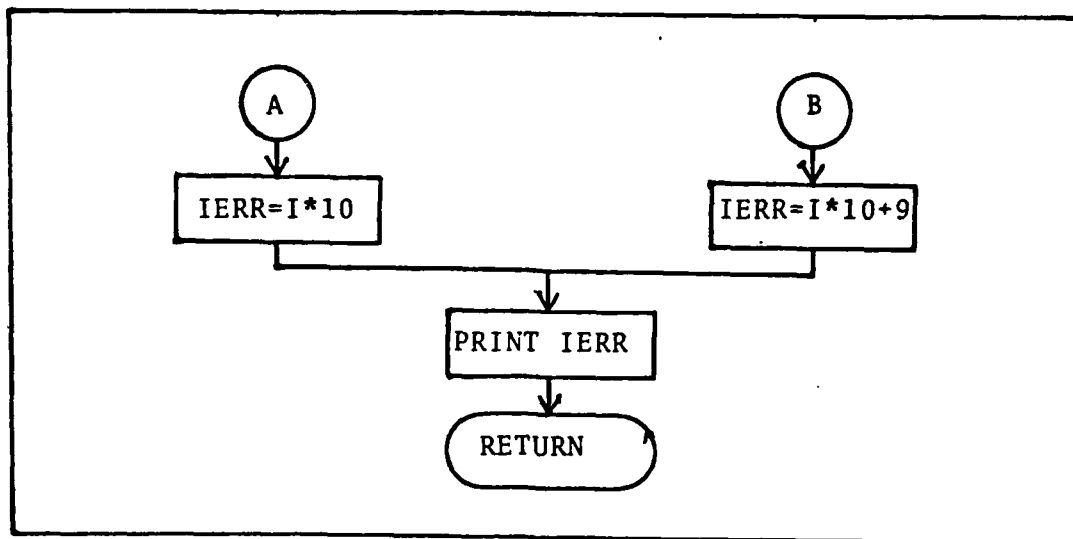 A
B
IERR=I*10
IERR=I*10+9
PRINT IERR
RETURN